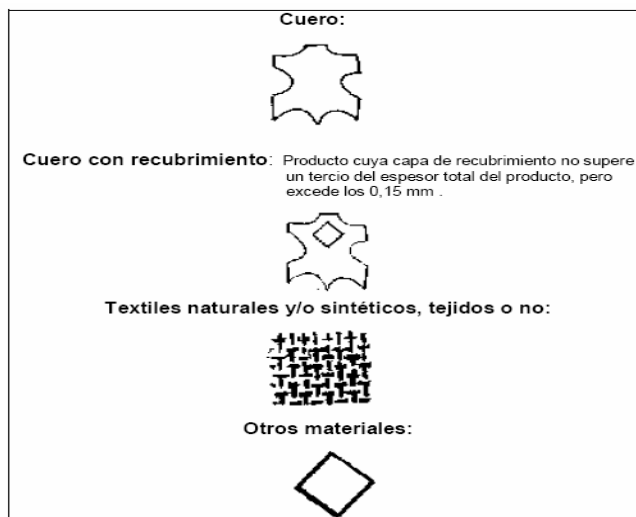 Cuero:
Cuero con recubrimiento: Producto cuya capa de recubrimiento no supere
un tercio del espesor total del producto, pero
excede los 0,15 mm .
Textiles naturales y/o sintéticos, tejidos o no:
Otros materiales: